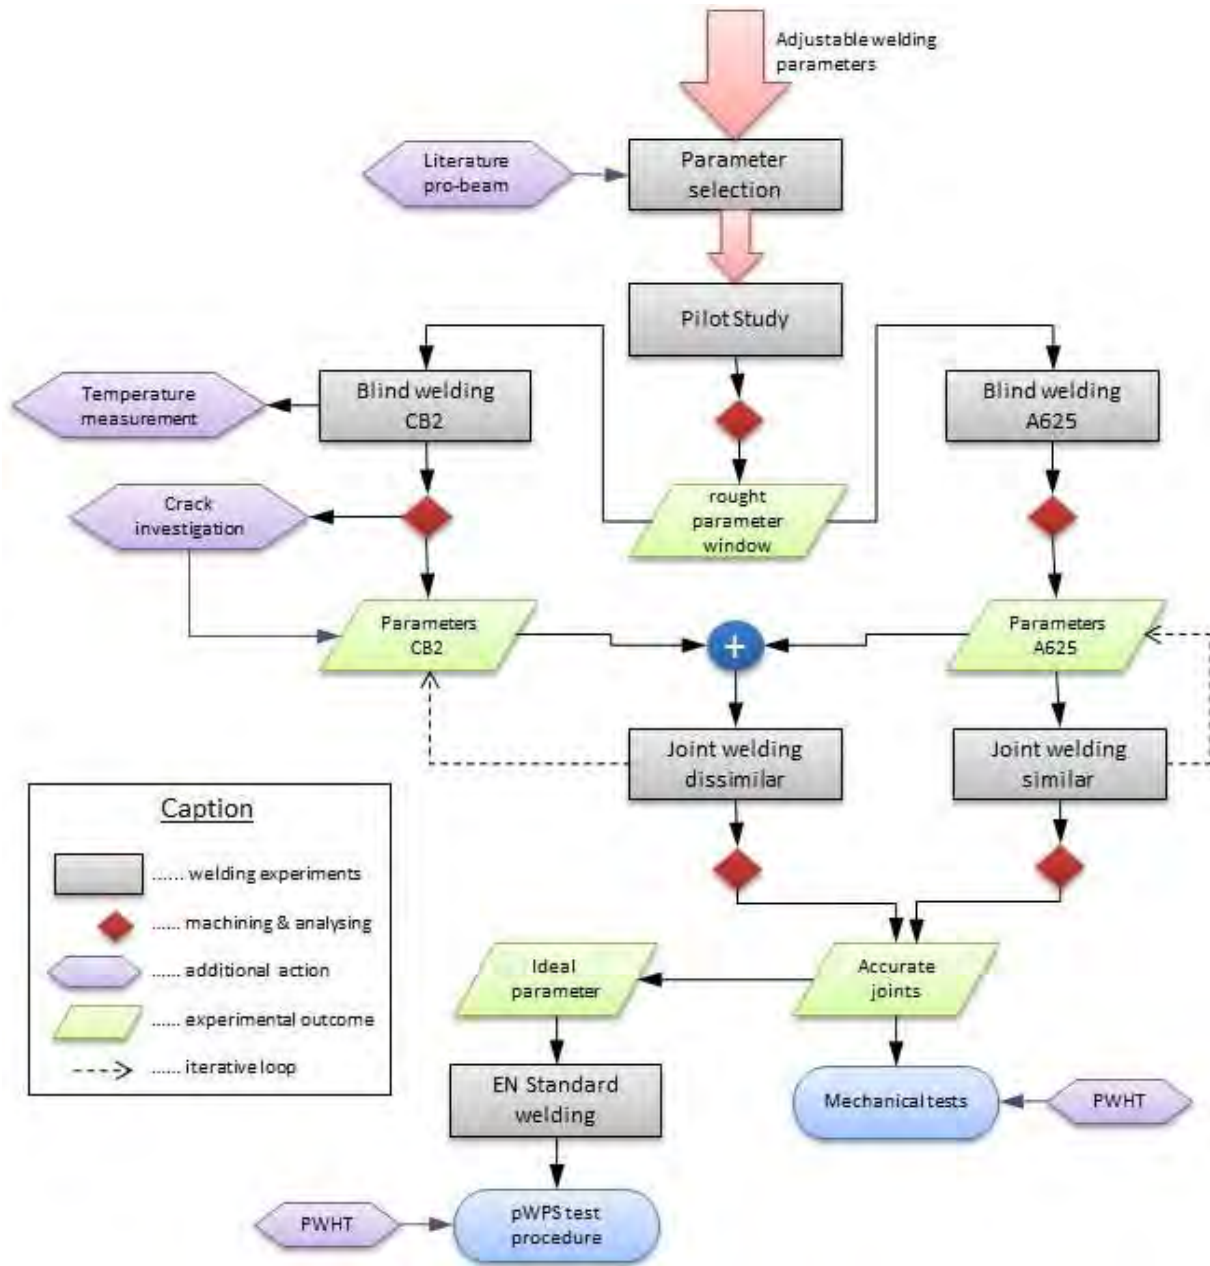 Adjustable welding
parameters
Literature
pro-beam
Parameter
selection
Pilot Study
Temperature
measurement
Blind welding
CB2
Blind welding
A625
Crack
investigation
rought
parameter
window
Parameters
CB2
+
Parameters
A625
Joint welding
dissimilar
Joint welding
similar
Caption
...... welding experiments
...... machining & analysing
...... additional action
...... experimental outcome
...... iterative loop
Ideal
parameter
Accurate
joints
EN Standard
welding
Mechanical tests
PWHT
PWHT
pWPS test
procedure